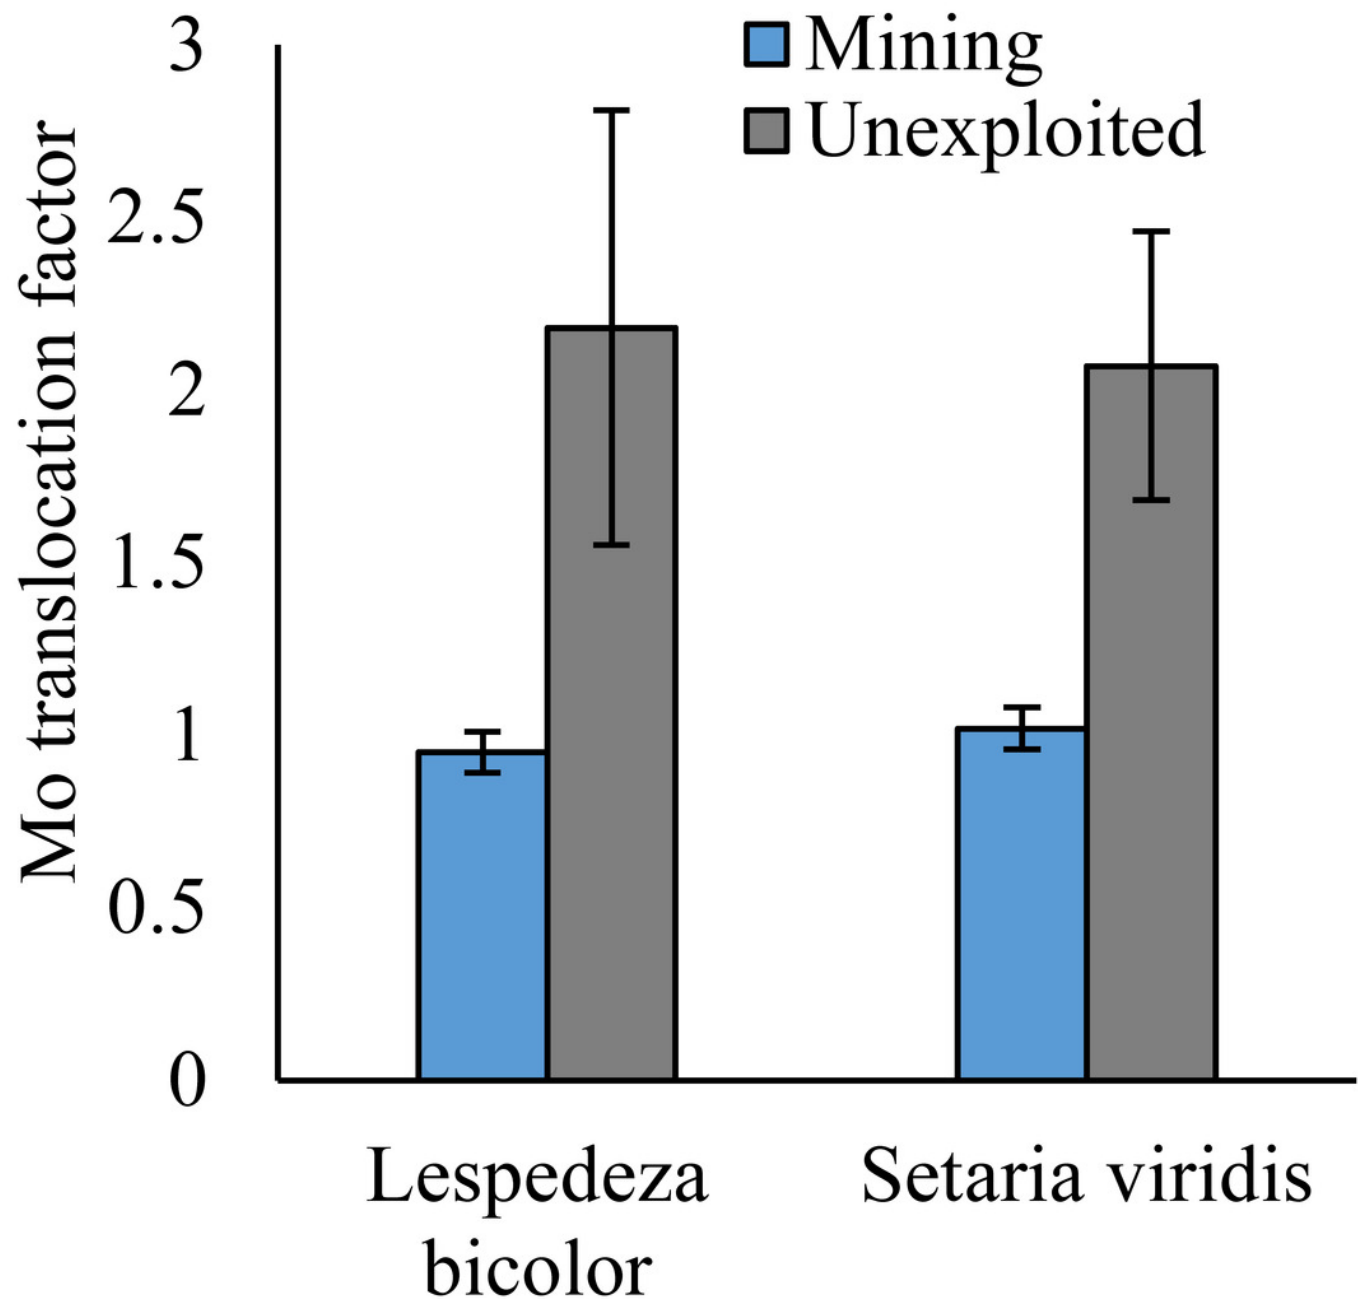 Mining
Unexploited
Mo translocation factor
3
2.5
2
1.5
1
0.5
0
Lespedeza
bicolor
Setaria viridis